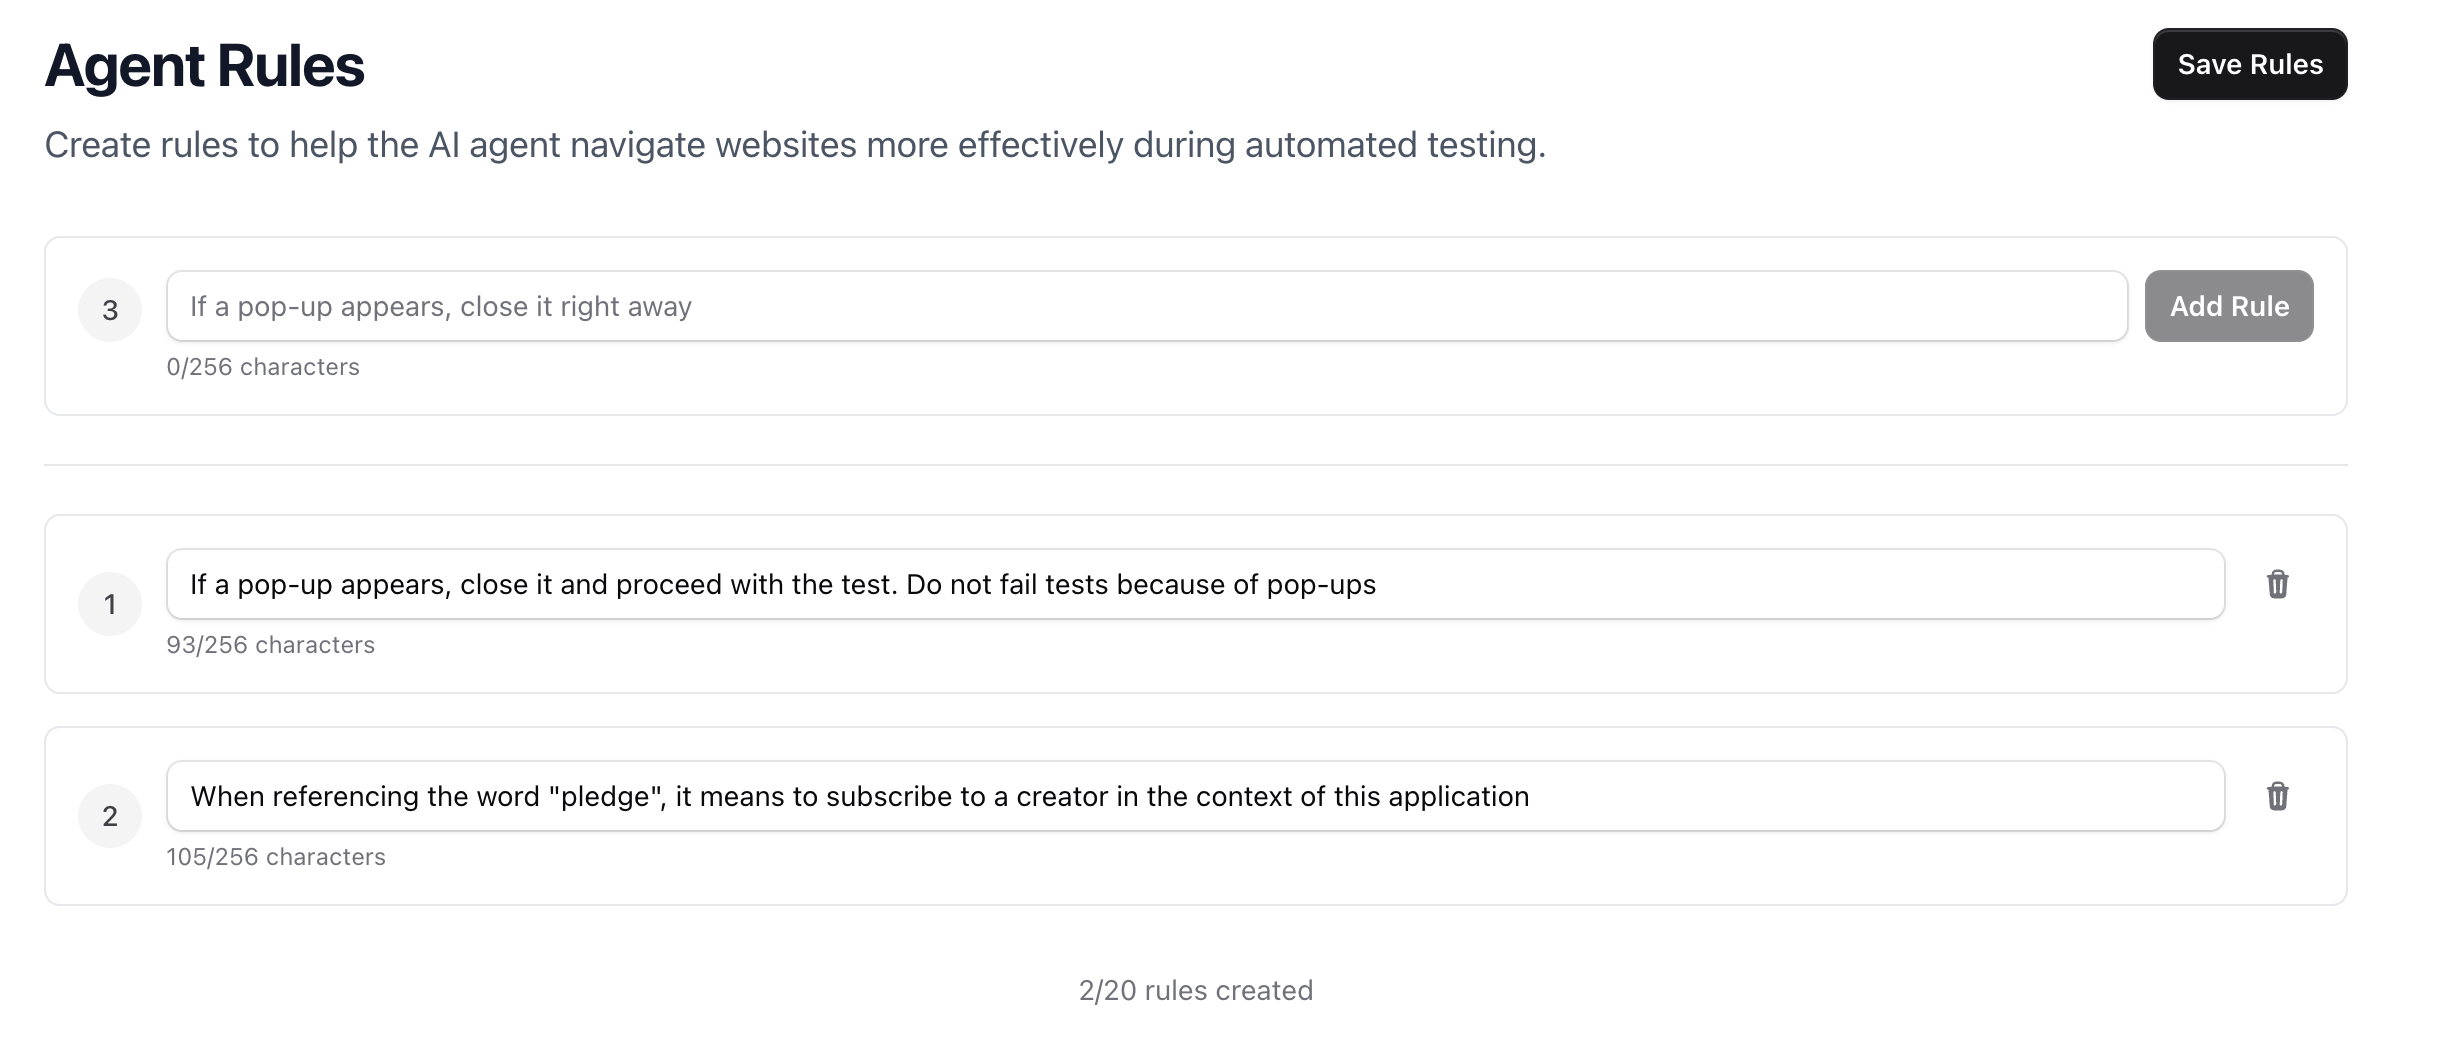 Agent Rules
Save Rules
Create rules to help the AI agent navigate websites more effectively during automated testing.
3
If a pop-up appears, close it right away
Add Rule
0/256 characters
1
If a pop-up appears, close it and proceed with the test. Do not fail tests because of pop-ups
93/256 characters
2
When referencing the word "pledge", it means to subscribe to a creator in the context of this application
105/256 characters
2/20 rules created